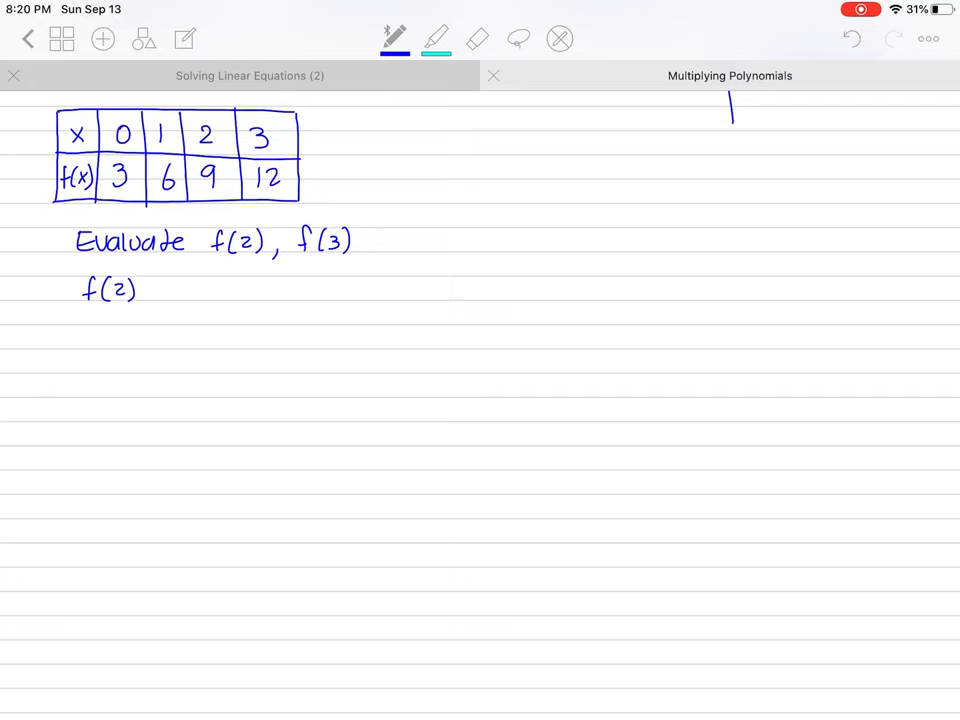 8:20 PM Sun Sep 13 31%
Solving Linear Equations (2) Multiplying Polynomials
x 0 1 2 3
f(x) 3 6 9 12
Evaluate f(2), f(3)
f(2)